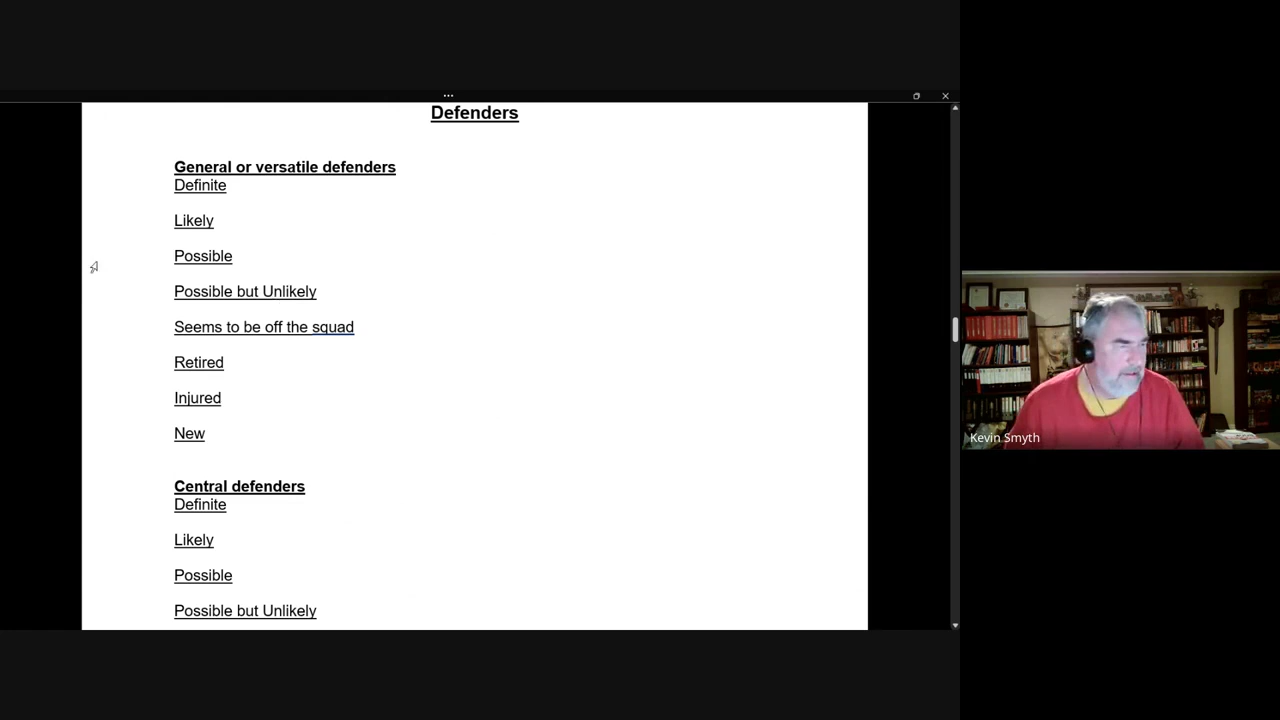 Defenders
General or versatile defenders
Definite
Likely
Possible
Possible but Unlikely
Seems to be off the squad
Retired
Injured
New
Central defenders
Definite
Likely
Possible
Possible but Unlikely
Kevin Smyth